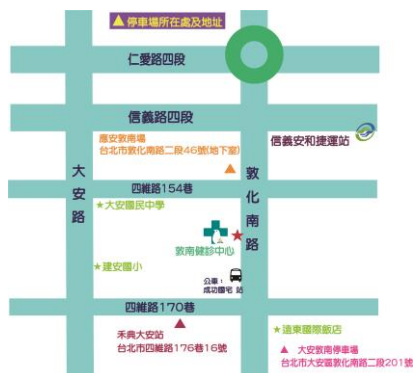 ▲停車場所在處及地址
仁愛路四段
信義路四段
信義安和捷運站
應安敦南場
台北市敦化南路二段46號(地下室)
大安路
敦化南路
四維路154巷
★大安國民中學
敦南健診中心
★建安國小
公車：
成功國宅 站
四維路170巷
禾典大安站
台北市四維路176巷16號
★遠東國際飯店
▲ 大安敦南停車場
台北市大安區敦化南路二段201號